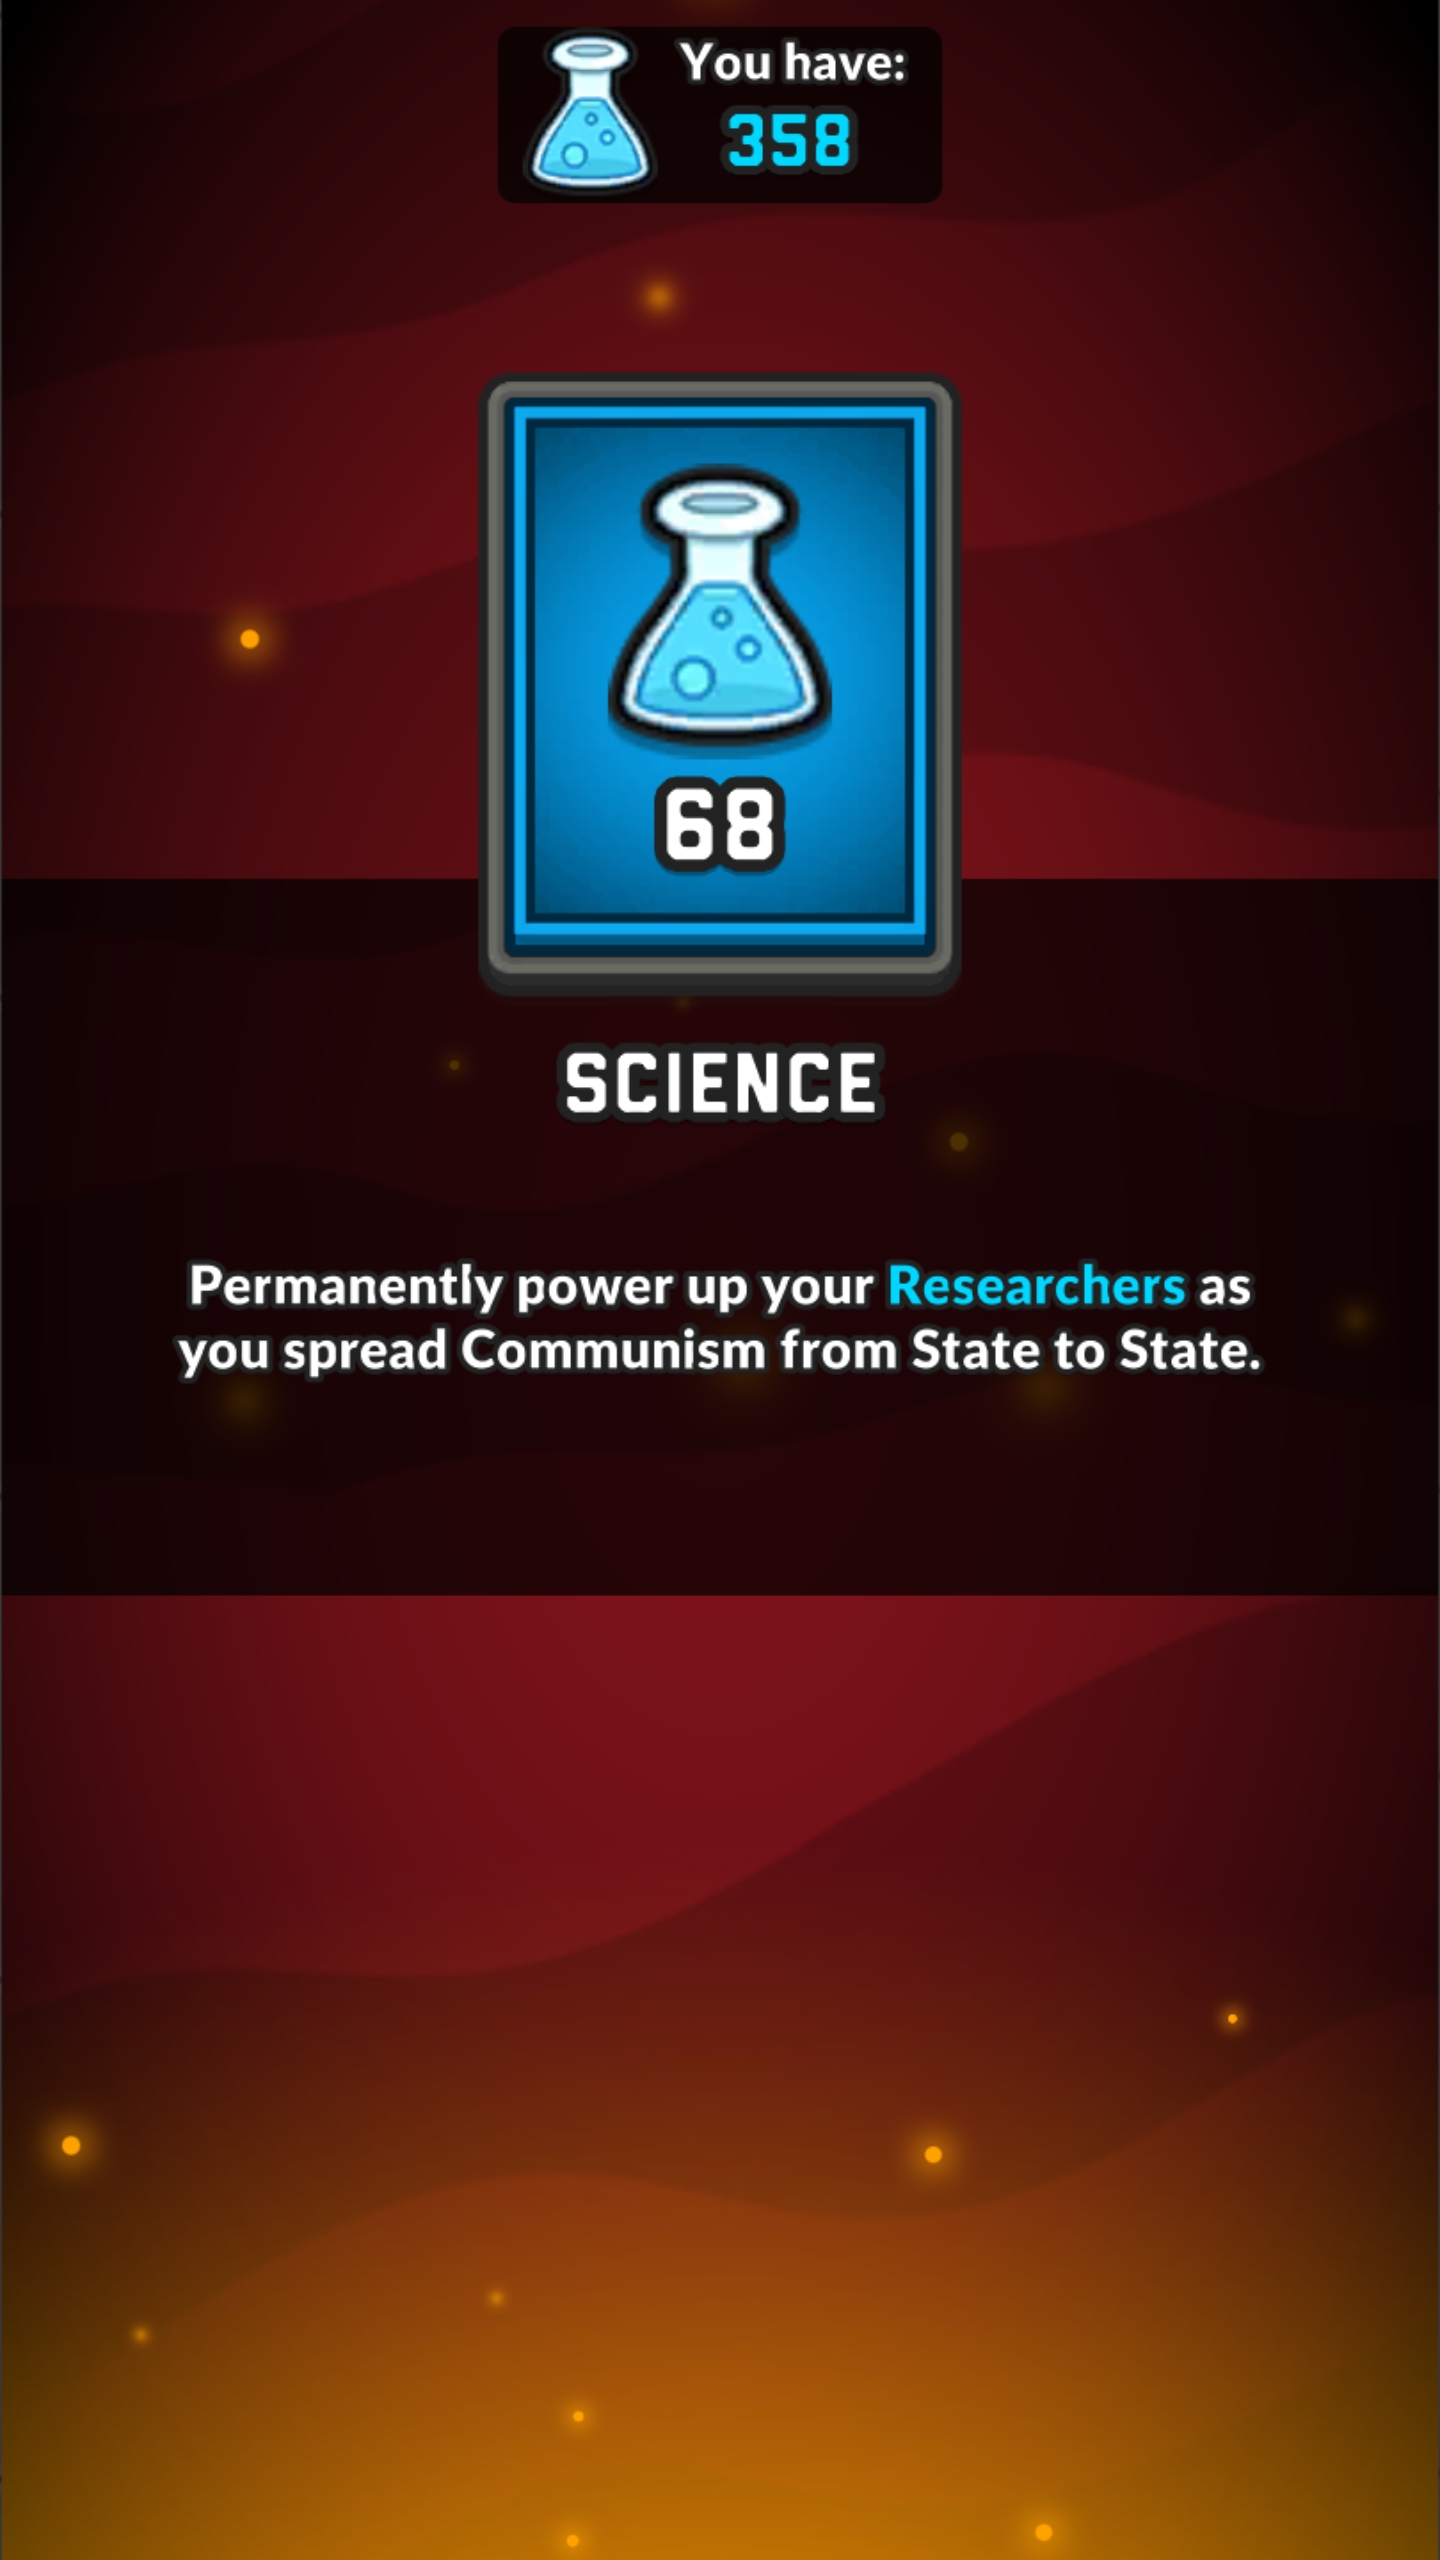 You have:
358
68
SCIENCE
Permanently power up your Researchers as
you spread Communism from State to State.